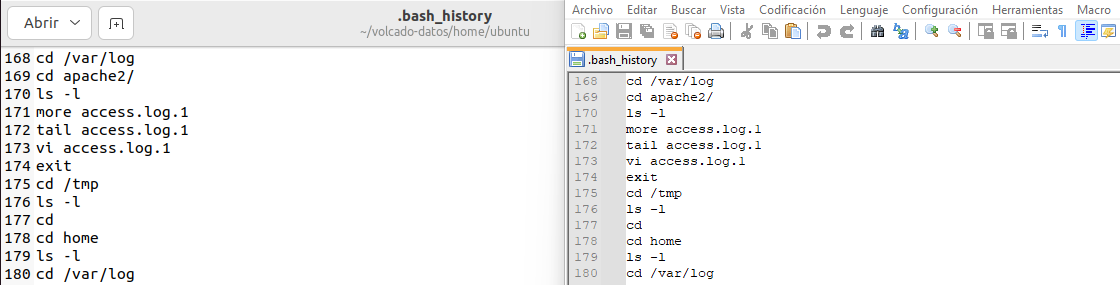 Abrir
.bash_history
~/volcado-datos/home/ubuntu
168 cd /var/log
169 cd apache2/
170 ls -l
171 more access.log.1
172 tail access.log.1
173 vi access.log.1
174 exit
175 cd /tmp
176 ls -l
177 cd
178 cd home
179 ls -l
180 cd /var/log
Archivo Editar Buscar Vista Codificación Lenguaje Configuración Herramientas Macro
.bash_history
168 cd /var/log
169 cd apache2/
170 ls -l
171 more access.log.1
172 tail access.log.1
173 vi access.log.1
174 exit
175 cd /tmp
176 ls -l
177 cd
178 cd home
179 ls -l
180 cd /var/log